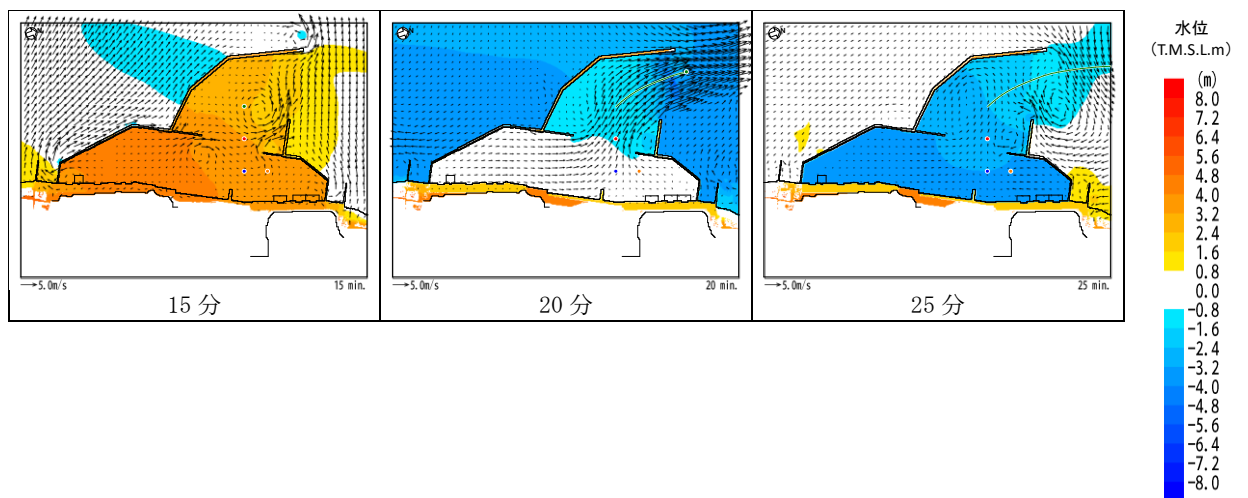 水位
(T.M.S.L.m)
(m)
8.0
7.2
6.4
5.6
4.8
4.0
3.2
2.4
1.6
0.8
0.0
-0.8
-1.6
-2.4
-3.2
-4.0
-4.8
-5.6
-6.4
-7.2
-8.0
N
5.0m/s
15 min.
15 分
N
5.0m/s
20 min.
20 分
N
5.0m/s
25 min.
25 分